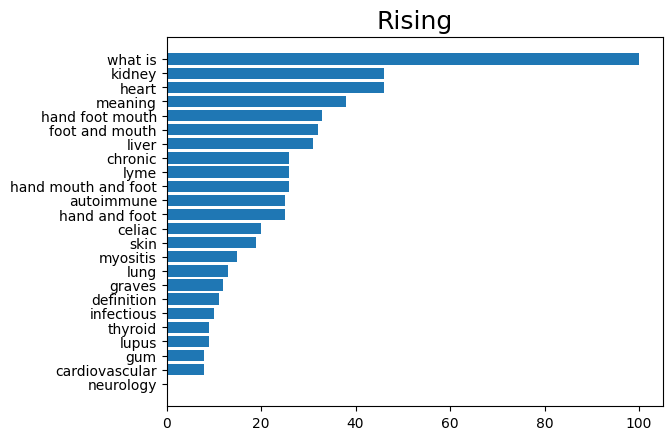 Rising
what is
kidney
heart
meaning
hand foot mouth
foot and mouth
liver
chronic
lyme
hand mouth and foot
autoimmune
hand and foot
celiac
skin
myositis
lung
graves
definition
infectious
thyroid
lupus
gum
cardiovascular
neurology
0 20 40 60 80 100